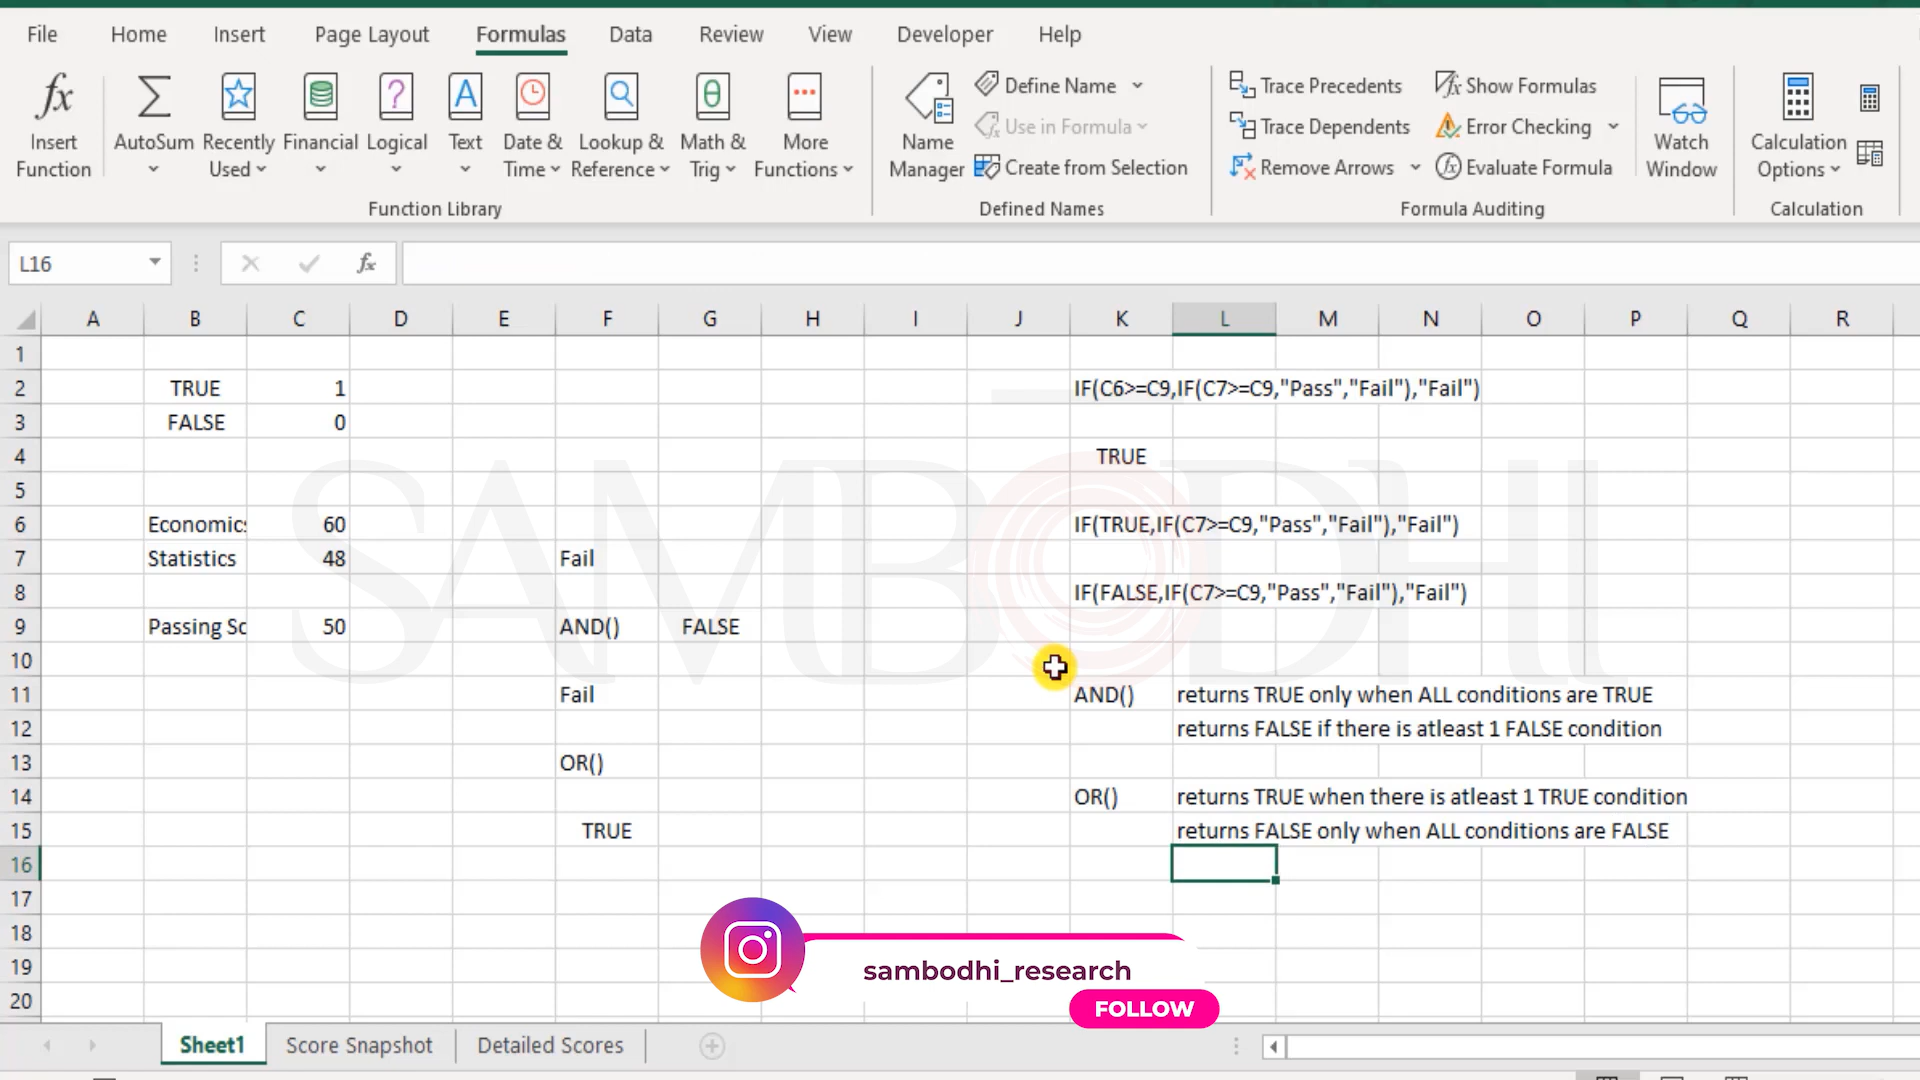 File Home Insert Page Layout Formulas Data Review View Developer Help
Insert Function
AutoSum
Recently Used
Financial
Logical
Text
Date & Time
Lookup & Reference
Math & Trig
More Functions
Function Library
Name Manager
Define Name
Use in Formula
Create from Selection
Defined Names
Trace Precedents
Trace Dependents
Remove Arrows
Show Formulas
Error Checking
Evaluate Formula
Formula Auditing
Watch Window
Calculation Options
Calculation
L16 fx
A B C D E F G H I J K L M N O P Q R
1
2 TRUE 1 IF(C6>=C9,IF(C7>=C9,"Pass","Fail"),"Fail")
3 FALSE 0
4 TRUE
5
6 Economics 60 IF(TRUE,IF(C7>=C9,"Pass","Fail"),"Fail")
7 Statistics 48 Fail
8 IF(FALSE,IF(C7>=C9,"Pass","Fail"),"Fail")
9 Passing Sc 50 AND() FALSE
10
11 Fail AND() returns TRUE only when ALL conditions are TRUE
12 returns FALSE if there is atleast 1 FALSE condition
13 OR()
14 OR() returns TRUE when there is atleast 1 TRUE condition
15 TRUE returns FALSE only when ALL conditions are FALSE
16
17
18
19
20
SAMBODHI
sambodhi_research
FOLLOW
Sheet1 Score Snapshot Detailed Scores